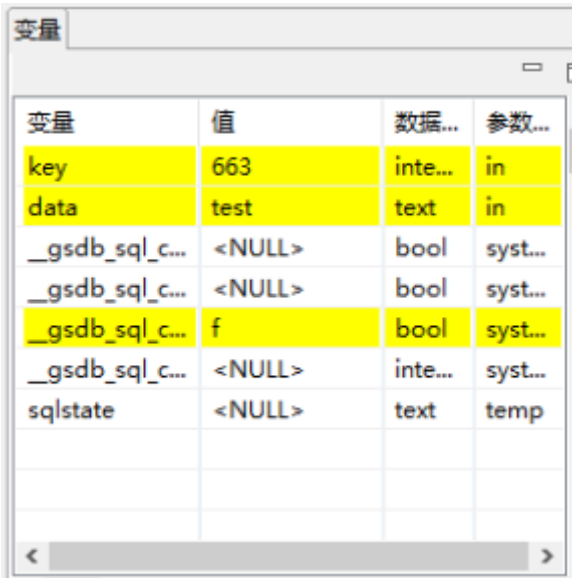 变量
变量 值 数据... 参数...
key 663 inte... in
data test text in
__gsdb_sql_c... <NULL> bool syst...
__gsdb_sql_c... <NULL> bool syst...
__gsdb_sql_c... f bool syst...
__gsdb_sql_c... <NULL> inte... syst...
sqlstate <NULL> text temp